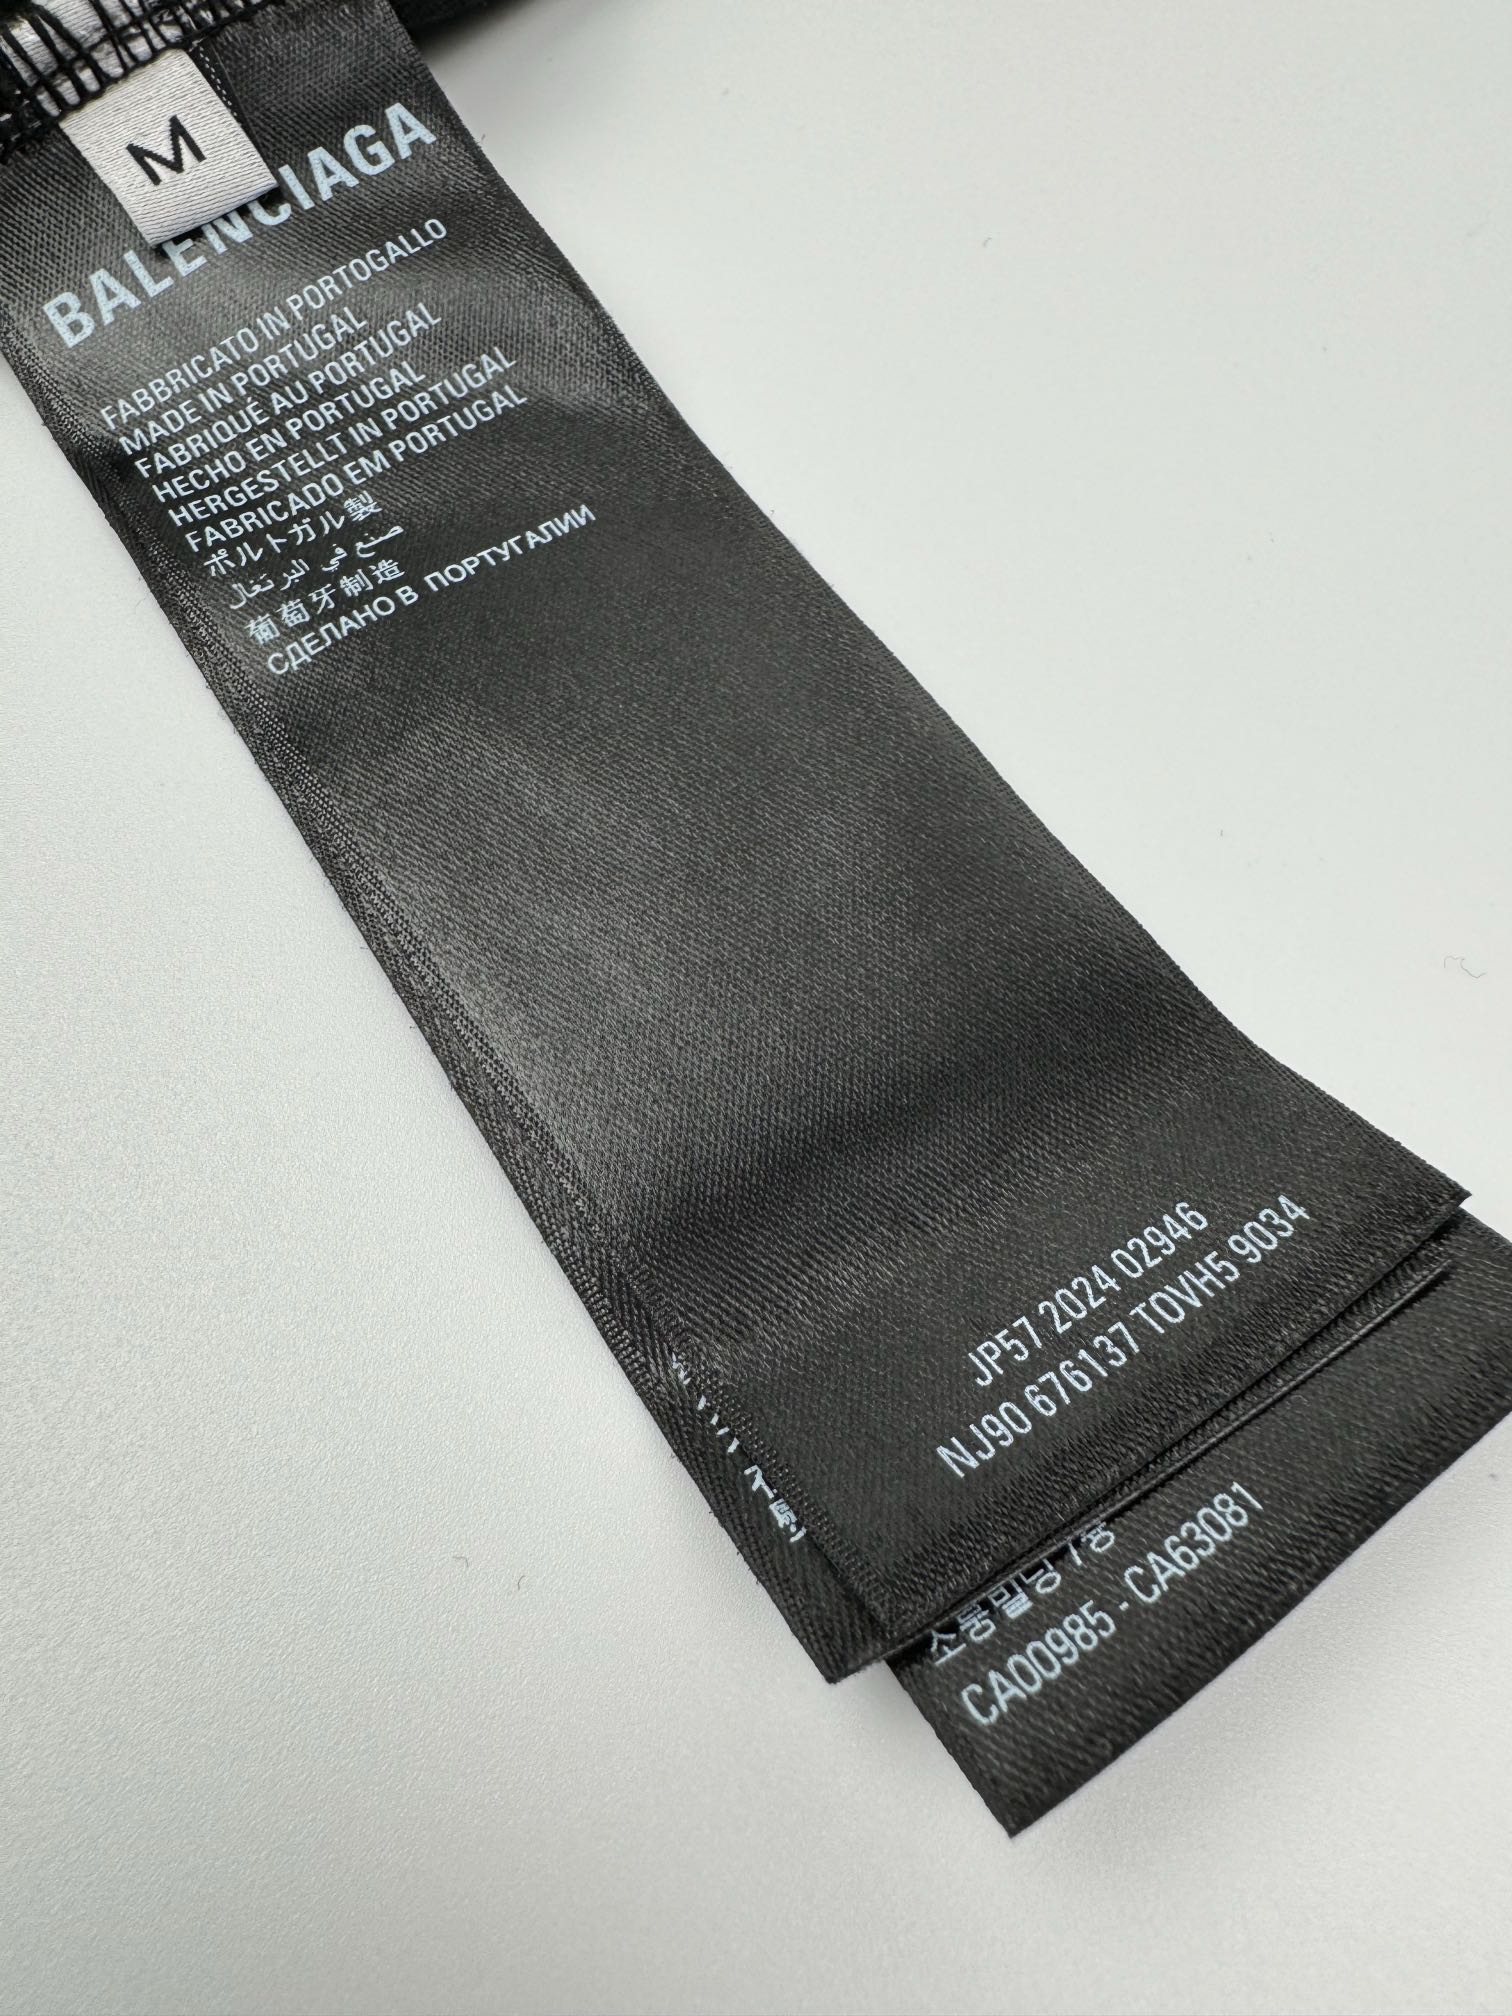 M
BALENCIAGA
FABBRICATO IN PORTOGALLO
MADE IN PORTUGAL
FABRIQUÉ AU PORTUGAL
HECHO EN PORTUGAL
HERGESTELLT IN PORTUGAL
FABRICADO EM PORTUGAL
ポルトガル製
صنع في البرتغال
葡萄牙制造
СДЕЛАНО В ПОРТУГАЛИИ
JP57 2024 02946
NJ90 676137 TOVH5 9034
CA00985 - CA63081